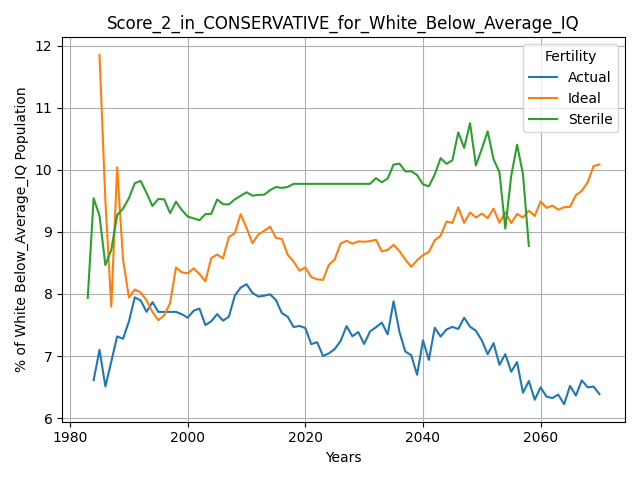 Score_2_in_CONSERVATIVE_for_White_Below_Average_IQ
% of White Below_Average_IQ Population
12
11
10
9
8
7
6
Fertility
Actual
Ideal
Sterile
1980 2000 2020 2040 2060
Years